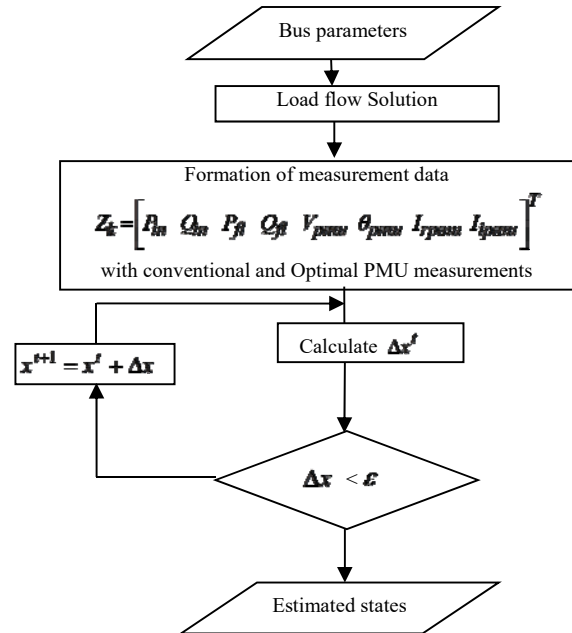 Bus parameters
Load flow Solution
Formation of measurement data
Z_k = [P_in Q_in P_fl Q_fl V_pmu θ_pmu I_rpmu I_ipmu]^T
with conventional and Optimal PMU measurements
Calculate Δx^t
x^{t+1} = x^t + Δx
Δx < ε
Estimated states